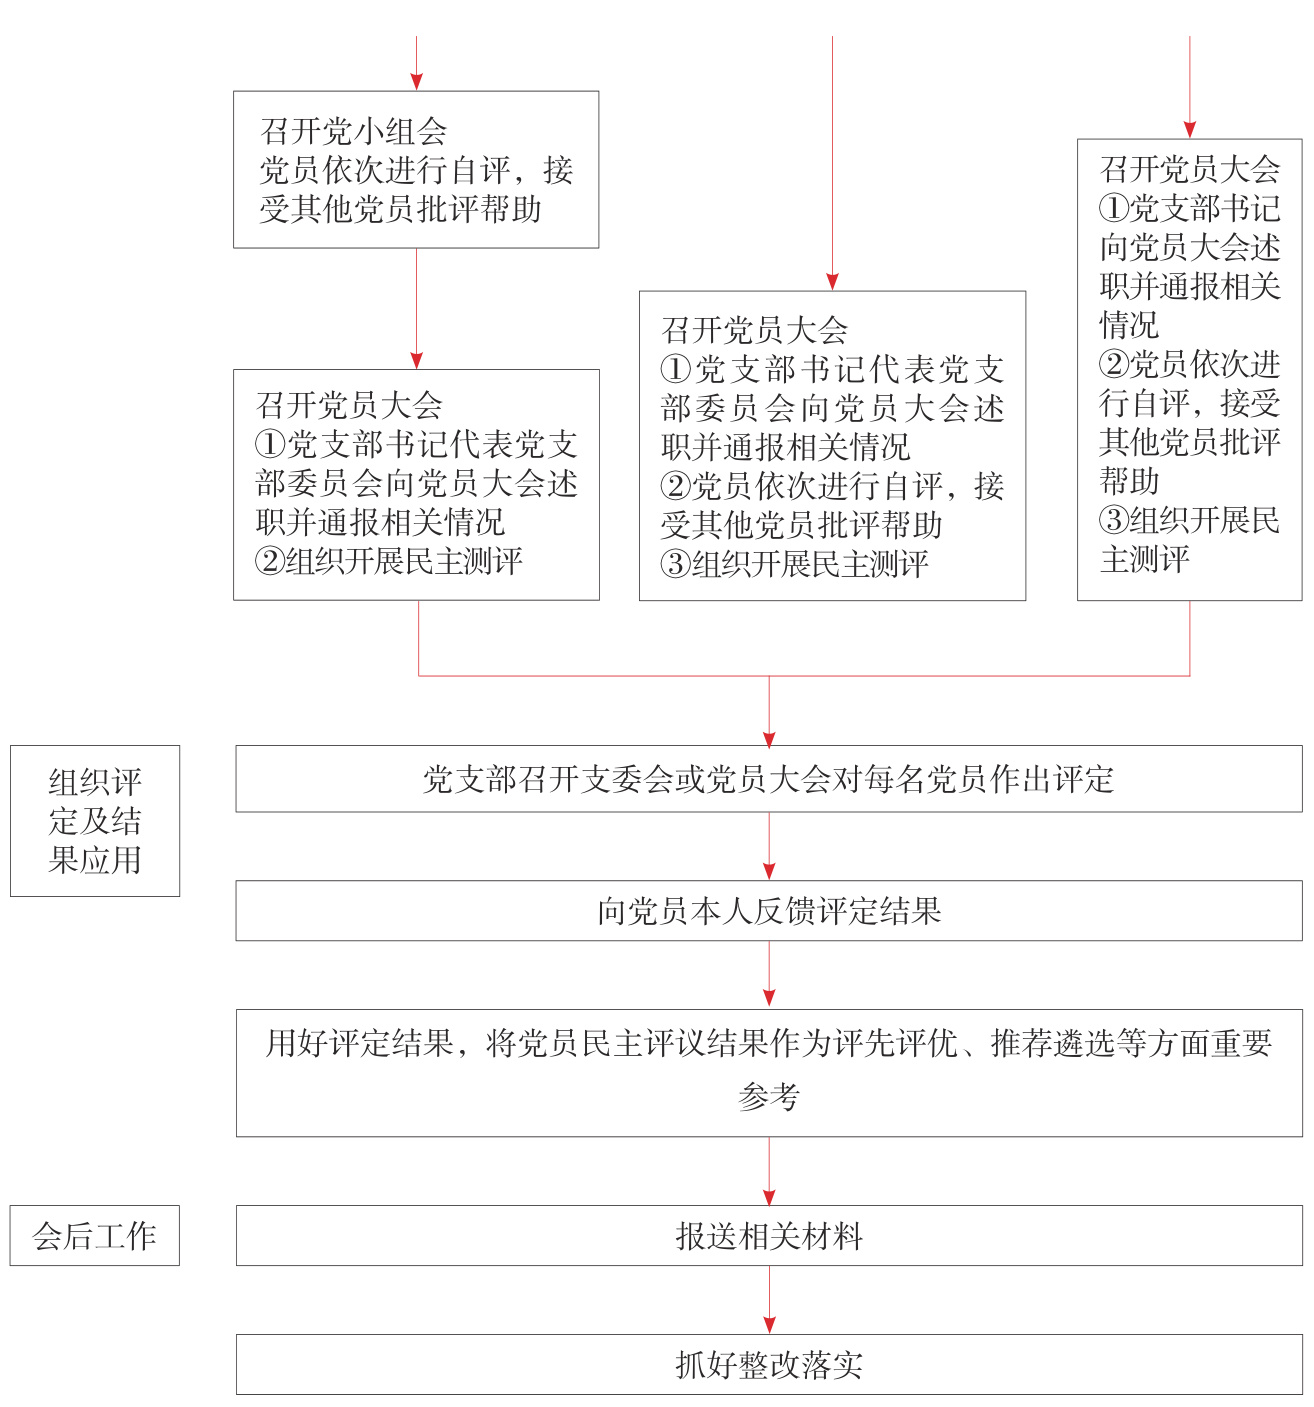 召开党小组会
党员依次进行自评，接
受其他党员批评帮助
召开党员大会
①党支部书记代表党支
部委员会向党员大会述
职并通报相关情况
②组织开展民主测评
召开党员大会
①党支部书记代表党支
部委员会向党员大会述
职并通报相关情况
②党员依次进行自评，接
受其他党员批评帮助
③组织开展民主测评
召开党员大会
①党支部书记
向党员大会述
职并通报相关
情况
②党员依次进
行自评，接受
其他党员批评
帮助
③组织开展民
主测评
组织评
定及结
果应用
党支部召开支委会或党员大会对每名党员作出评定
向党员本人反馈评定结果
用好评定结果，将党员民主评议结果作为评先评优、推荐遴选等方面重要
参考
会后工作
报送相关材料
抓好整改落实